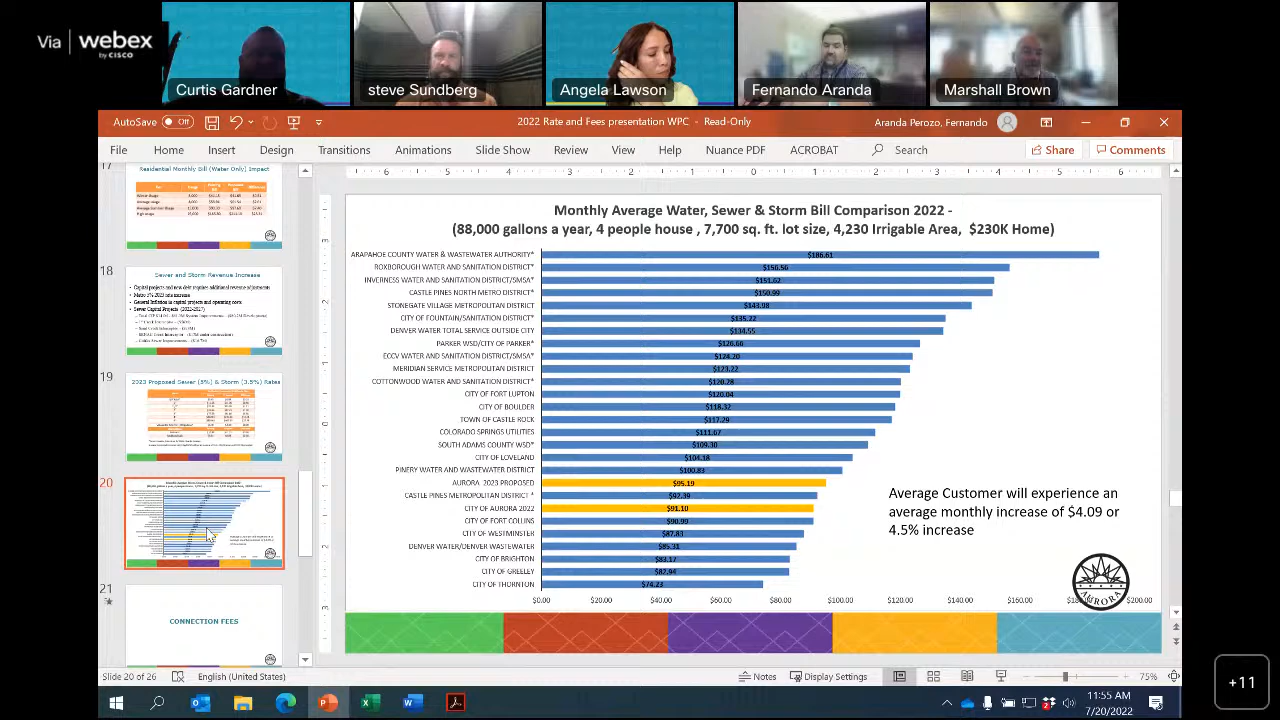 Via webex
by CISCO
Curtis Gardner
steve Sundberg
Angela Lawson
Fernando Aranda
Marshall Brown
AutoSave Off
2022 Rate and Fees presentation WPC - Read-Only
Aranda Perozo, Fernando
File Home Insert Design Transitions Animations Slide Show Review View Help Nuance PDF ACROBAT Search Share Comments
17
Residential Monthly Bill (Water Only) Impact
18
Sewer and Storm Revenue Increase
19
2023 Proposed Sewer (5%) & Storm (3.5%) Rates
20
21
CONNECTION FEES
Monthly Average Water, Sewer & Storm Bill Comparison 2022 -
(88,000 gallons a year, 4 people house , 7,700 sq. ft. lot size, 4,230 Irrigable Area, $230K Home)
ARAPAHOE COUNTY WATER & WASTEWATER AUTHORITY* $186.61
ROXBOROUGH WATER AND SANITATION DISTRICT* $156.56
INVERNESS WATER AND SANITATION DISTRICT/SMSA* $151.62
CASTLE PINES NORTH METRO DISTRICT* $150.99
STONEGATE VILLAGE METROPOLITAN DISTRICT $143.98
CITY OF FOUNTAIN/SANITATION* $135.22
DENVER WATER TOTAL SERVICE OUTSIDE CITY $134.55
PARKER WSD/CITY OF PARKER* $126.66
ECCV WATER AND SANITATION DISTRICT/SMSA* $124.20
MERIDIAN SERVICE METROPOLITAN DISTRICT $123.22
COTTONWOOD WATER AND SANITATION DISTRICT* $120.28
CITY OF FORT LUPTON $120.04
CITY OF BOULDER $118.32
TOWN OF CASTLE ROCK $117.29
COLORADO SPRINGS UTILITIES $111.67
SOUTH ADAMS COUNTY WSD* $109.30
CITY OF LOVELAND $104.18
PINERY WATER AND WASTEWATER DISTRICT $100.83
AURORA 2023 PROPOSED $95.19
CASTLE PINES METROPOLITAN DISTRICT * $92.39
CITY OF AURORA 2022 $91.10
CITY OF FORT COLLINS $90.99
CITY OF WESTMINSTER $87.83
DENVER WATER/DENVER WASTEWATER $85.31
CITY OF BRIGHTON $83.17
CITY OF GREELEY $82.94
CITY OF THORNTON $74.23
$0.00 $20.00 $40.00 $60.00 $80.00 $100.00 $120.00 $140.00 $160.00 $200.00
Average Customer will experience an
average monthly increase of $4.09 or
4.5% increase
AURORA
Slide 20 of 26 English (United States) Notes Display Settings 75%
11:55 AM
7/20/2022
+11